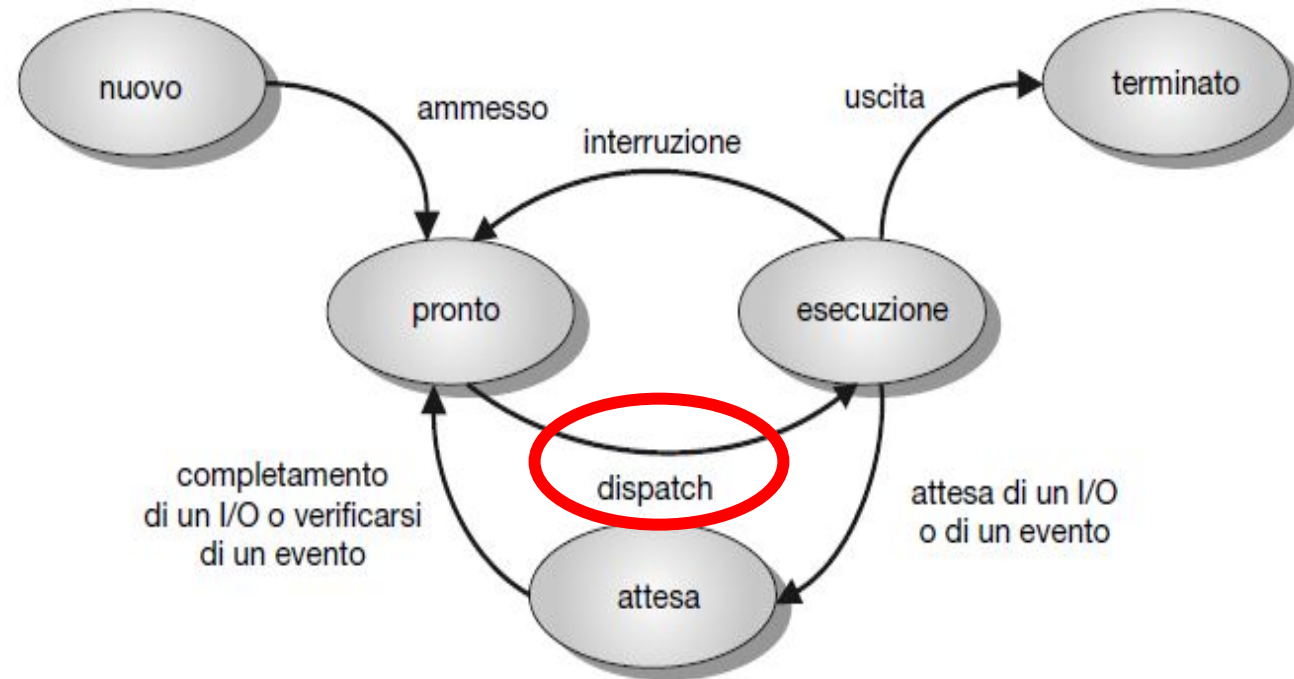 nuovo
ammesso
interruzione
uscita
terminato
pronto
esecuzione
dispatch
completamento
di un I/O o verificarsi
di un evento
attesa di un I/O
o di un evento
attesa